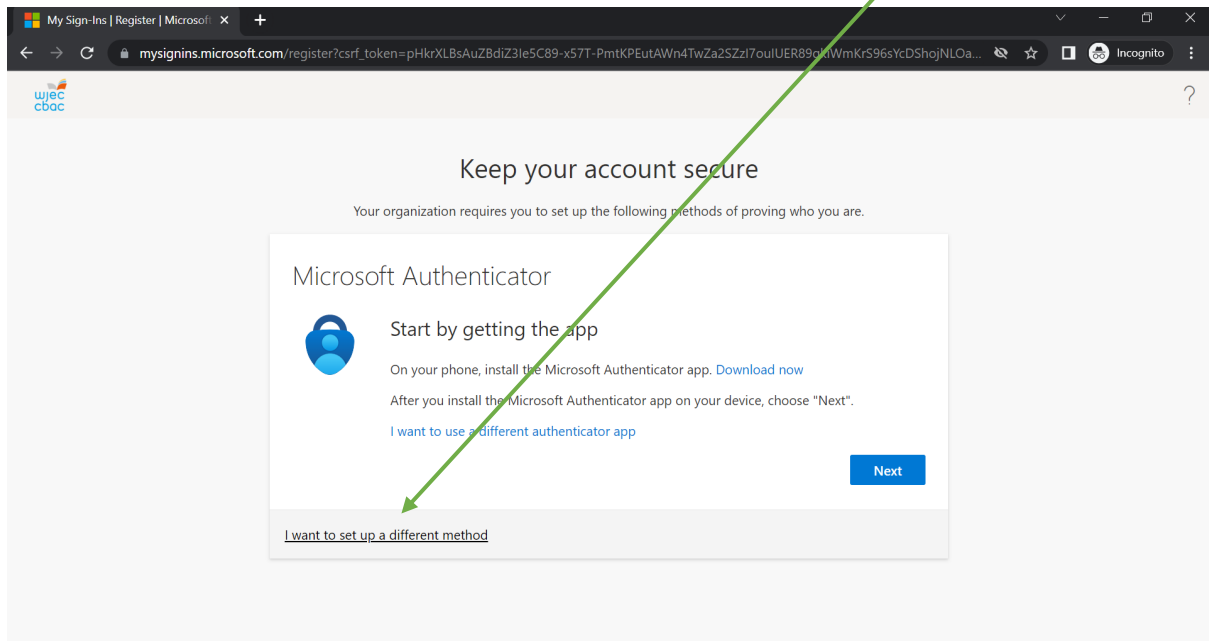 My Sign-Ins | Register | Microsoft
mysignins.microsoft.com/register?csrf_token=pHkrXLBsAuZBdiZ3Ie5C89-x57T-PmtKPEutAWn4TwZa2SZzI7ouIUER89
Incognito
wjec
cbac
?
Keep your account secure
Your organization requires you to set up the following methods of proving who you are.
Microsoft Authenticator
Start by getting the app
On your phone, install the Microsoft Authenticator app. Download now
After you install the Microsoft Authenticator app on your device, choose "Next".
I want to use a different authenticator app
Next
I want to set up a different method